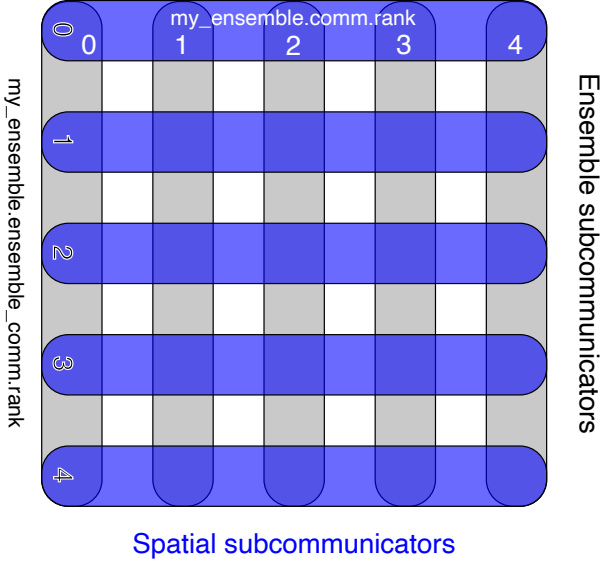 my_ensemble.comm.rank
0 1 2 3 4
0
1
2
3
4
my_ensemble.ensemble_comm.rank
Ensemble subcommunicators
Spatial subcommunicators